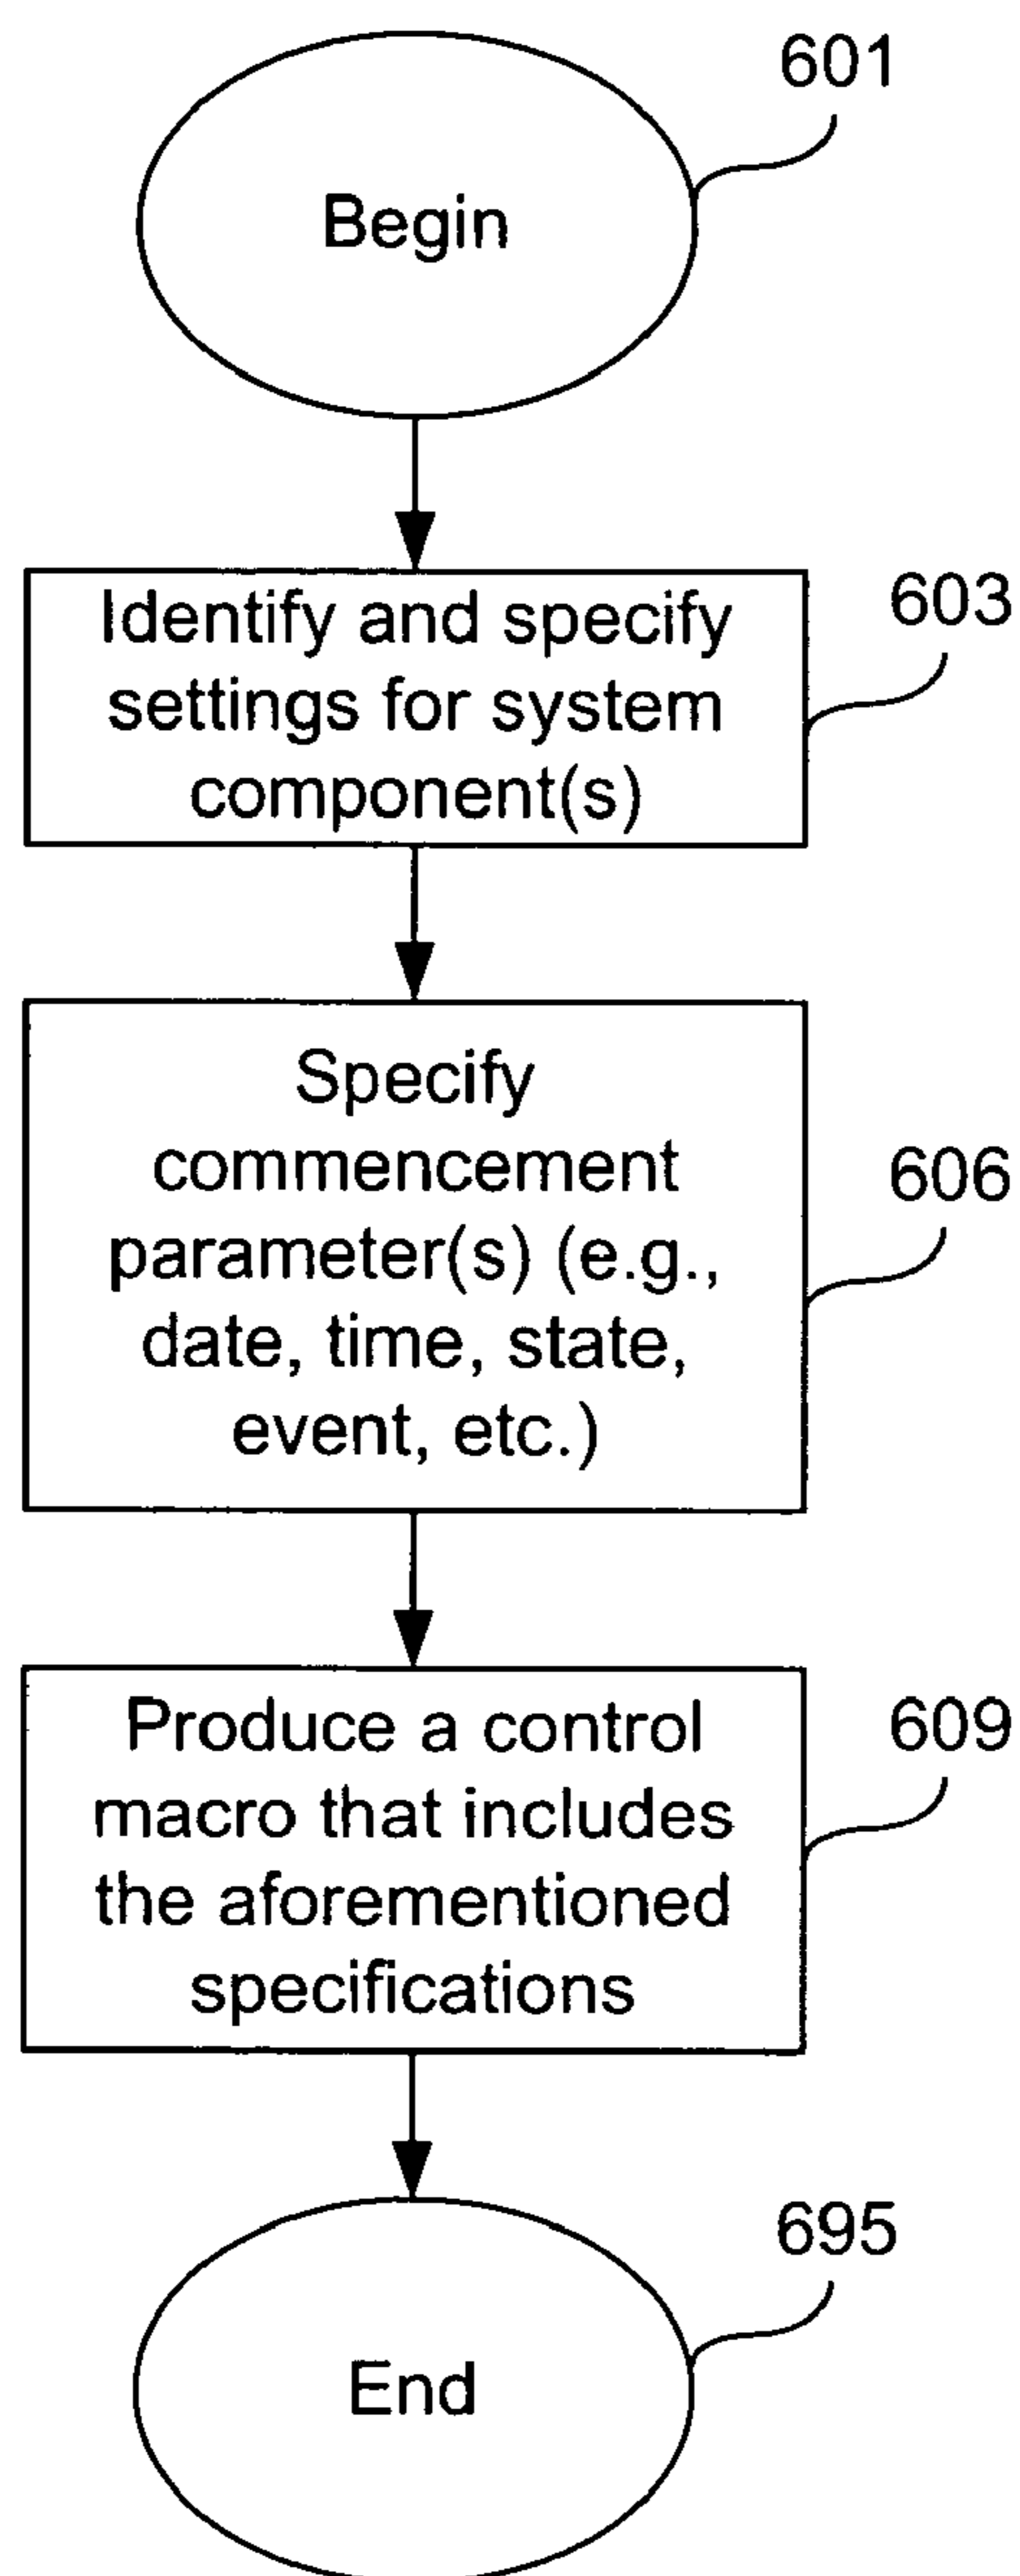 601
Begin
603
Identify and specify
settings for system
component(s)
606
Specify
commencement
parameter(s) (e.g.,
date, time, state,
event, etc.)
609
Produce a control
macro that includes
the aforementioned
specifications
695
End